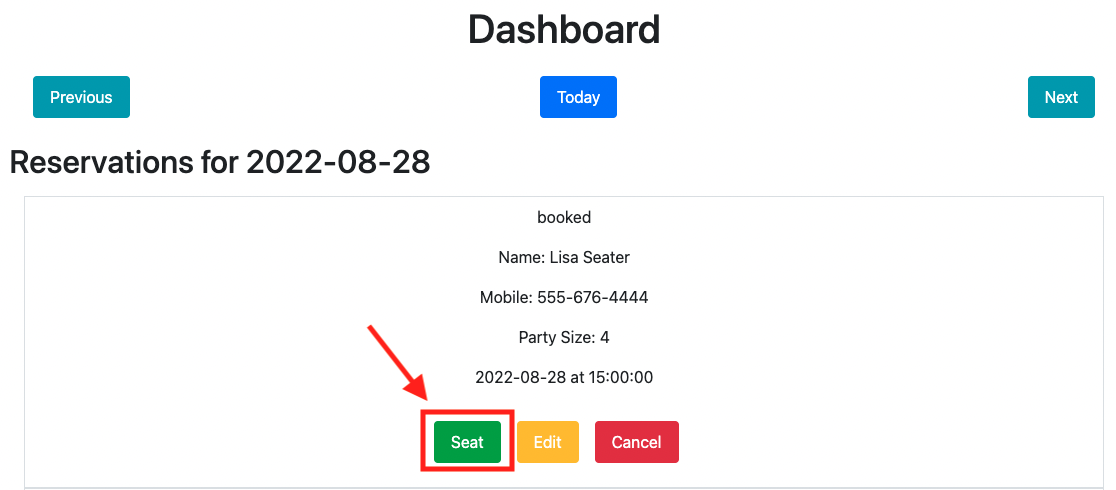 Dashboard
Previous Today Next
Reservations for 2022-08-28
booked
Name: Lisa Seater
Mobile: 555-676-4444
Party Size: 4
2022-08-28 at 15:00:00
Seat Edit Cancel